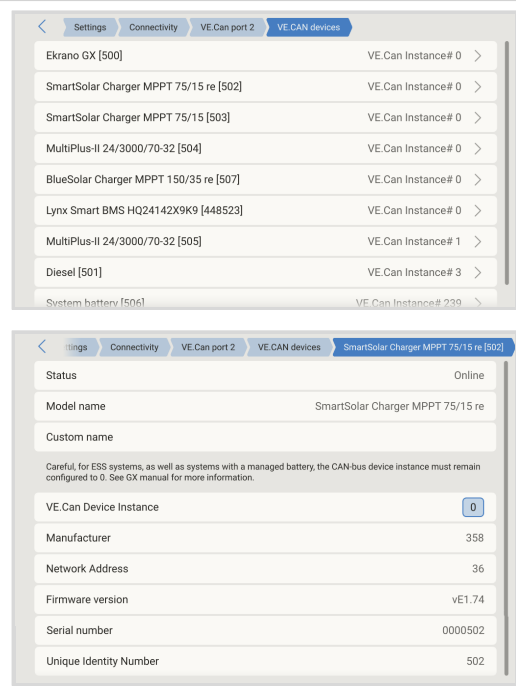 Settings Connectivity VE.Can port 2 VE.CAN devices
Ekrano GX [500] VE.Can Instance# 0
SmartSolar Charger MPPT 75/15 re [502] VE.Can Instance# 0
SmartSolar Charger MPPT 75/15 [503] VE.Can Instance# 0
MultiPlus-II 24/3000/70-32 [504] VE.Can Instance# 0
BlueSolar Charger MPPT 150/35 re [507] VE.Can Instance# 0
Lynx Smart BMS HQ24142X9K9 [448523] VE.Can Instance# 0
MultiPlus-II 24/3000/70-32 [505] VE.Can Instance# 1
Diesel [501] VE.Can Instance# 3
System battery [506] VE.Can Instance# 239
ttings Connectivity VE.Can port 2 VE.CAN devices SmartSolar Charger MPPT 75/15 re [502]
Status Online
Model name SmartSolar Charger MPPT 75/15 re
Custom name
Careful, for ESS systems, as well as systems with a managed battery, the CAN-bus device instance must remain
configured to 0. See GX manual for more information.
VE.Can Device Instance 0
Manufacturer 358
Network Address 36
Firmware version vE1.74
Serial number 0000502
Unique Identity Number 502